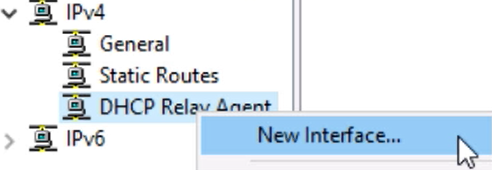 IPv4
General
Static Routes
DHCP Relay Agent
New Interface...
IPv6